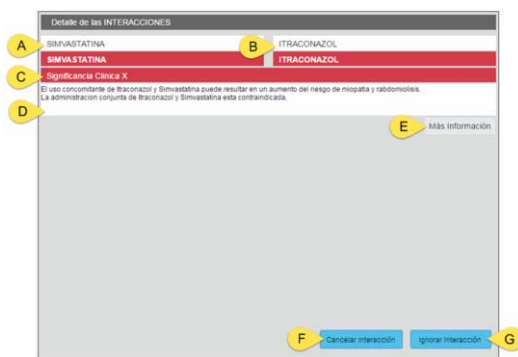 Detalle de las INTERACCIONES
A SIMVASTATINA B ITRACONAZOL
SIMVASTATINA ITRACONAZOL
C Significancia Clinica X
El uso concomitante de Itraconazol y Simvastatina puede resultar en un aumento del riesgo de miopatia y rabdomiolisis.
La administracion conjunta de Itraconazol y Simvastatina esta contraindicada.
D
E Más Información
F Cancelar Interacción Ignorar Interacción G